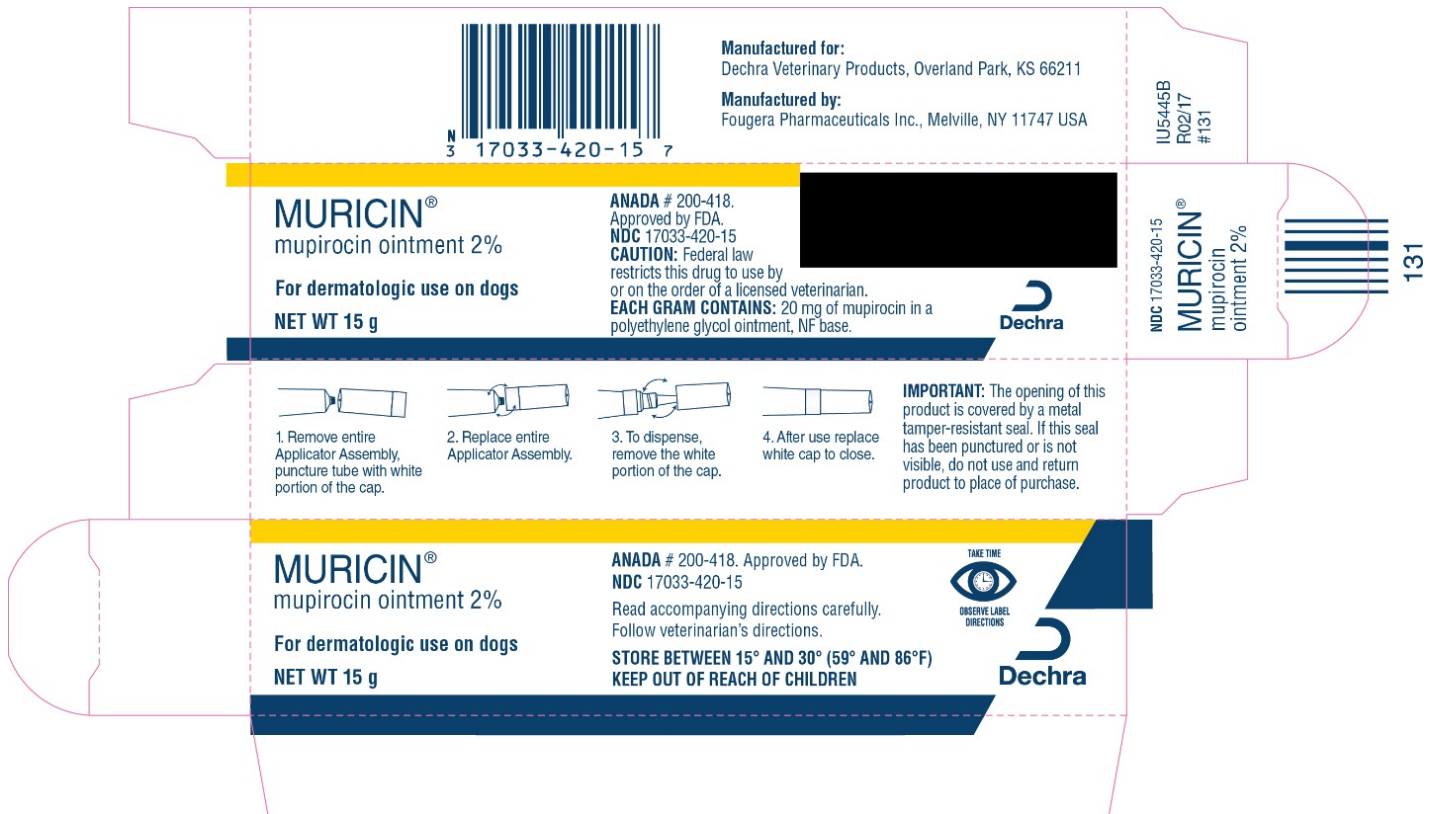 Manufactured for:
Dechra Veterinary Products, Overland Park, KS 66211
Manufactured by:
Fougera Pharmaceuticals Inc., Melville, NY 11747 USA
N
3 17033-420-15 7
IU5445B
R02/17
#131
MURICIN®
mupirocin ointment 2%
For dermatologic use on dogs
NET WT 15 g
ANADA # 200-418.
Approved by FDA.
NDC 17033-420-15
CAUTION: Federal law
restricts this drug to use by
or on the order of a licensed veterinarian.
EACH GRAM CONTAINS: 20 mg of mupirocin in a
polyethylene glycol ointment, NF base.
Dechra
NDC 17033-420-15
MURICIN®
mupirocin
ointment 2%
131
1. Remove entire
Applicator Assembly,
puncture tube with white
portion of the cap.
2. Replace entire
Applicator Assembly.
3. To dispense,
remove the white
portion of the cap.
4. After use replace
white cap to close.
IMPORTANT: The opening of this
product is covered by a metal
tamper-resistant seal. If this seal
has been punctured or is not
visible, do not use and return
product to place of purchase.
MURICIN®
mupirocin ointment 2%
For dermatologic use on dogs
NET WT 15 g
ANADA # 200-418. Approved by FDA.
NDC 17033-420-15
Read accompanying directions carefully.
Follow veterinarian's directions.
STORE BETWEEN 15° AND 30° (59° AND 86°F)
KEEP OUT OF REACH OF CHILDREN
TAKE TIME
OBSERVE LABEL
DIRECTIONS
Dechra